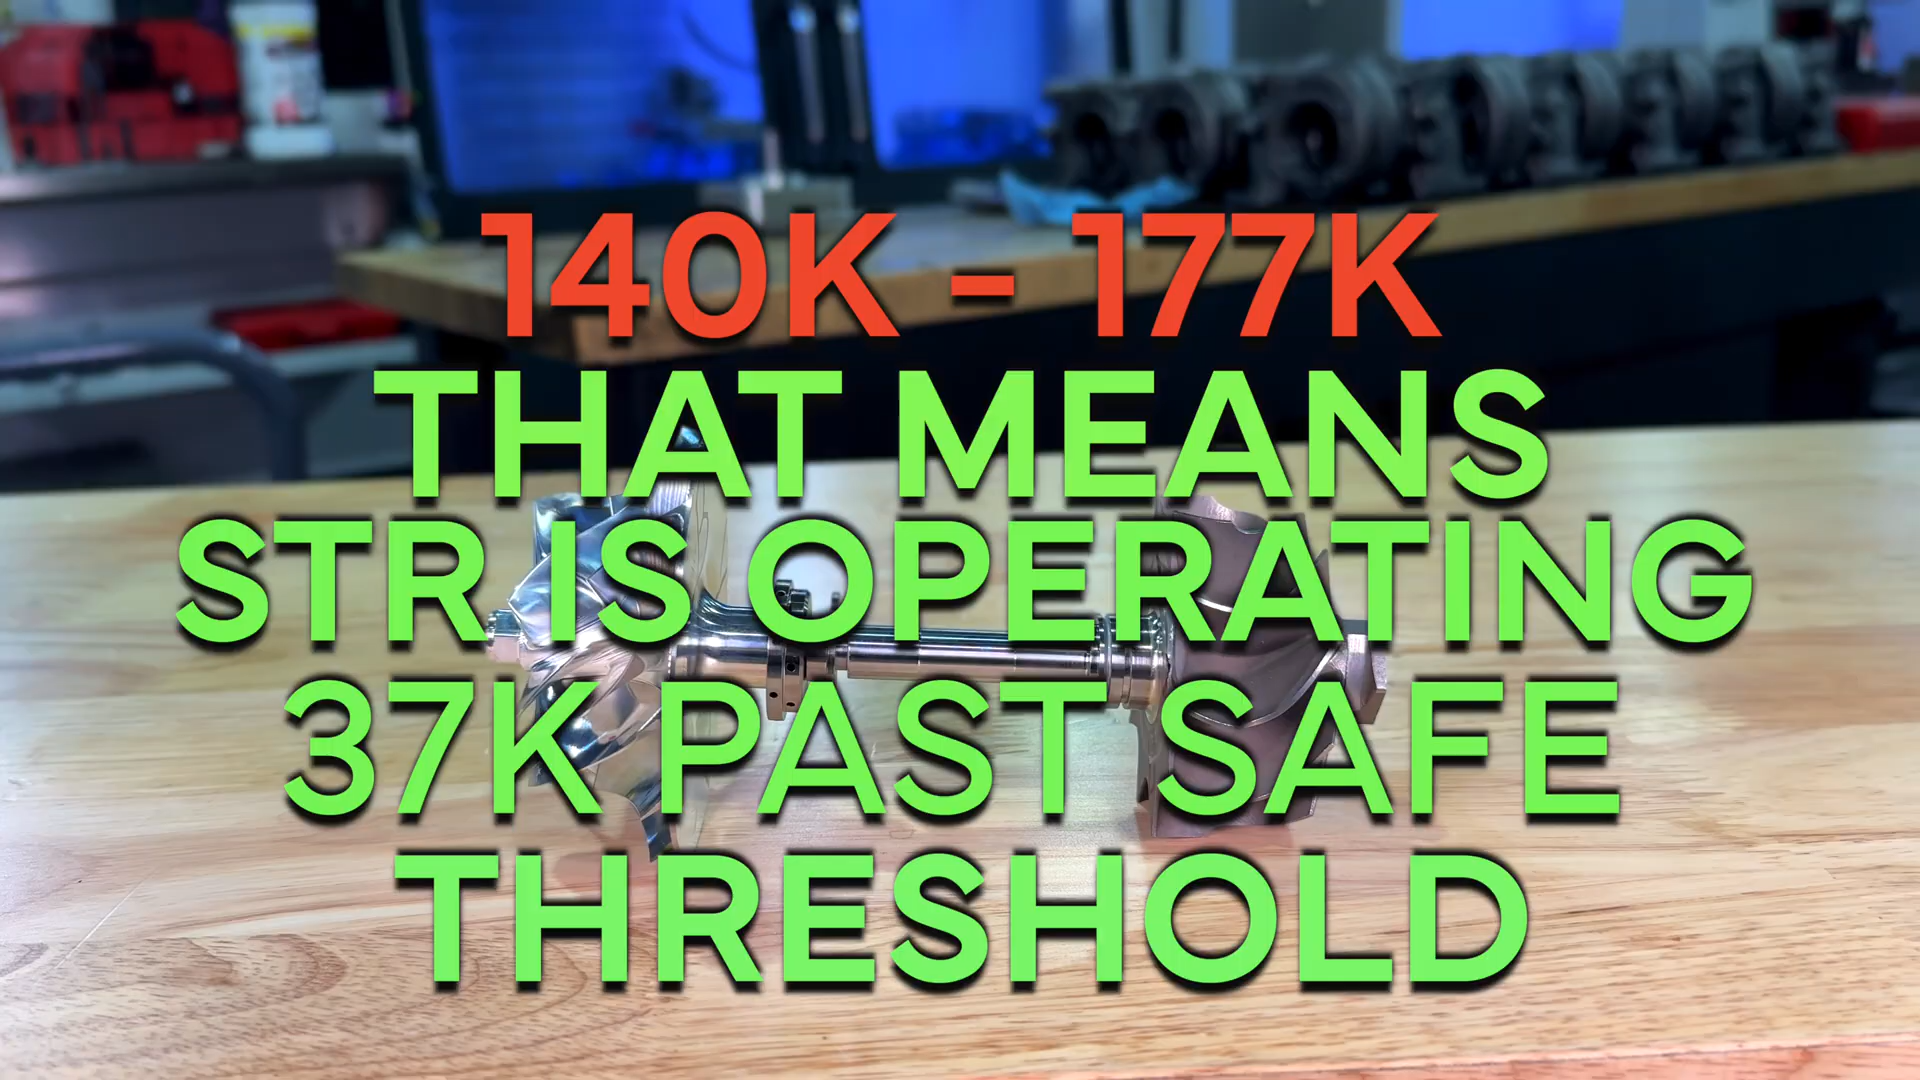 140K - 177K
THAT MEANS
STR IS OPERATING
37K PAST SAFE
THRESHOLD